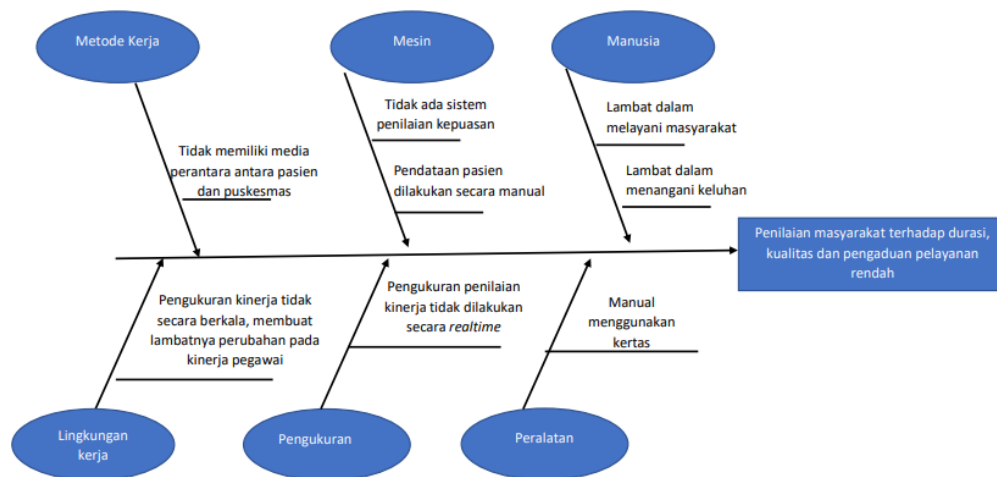 Metode Kerja
Mesin
Manusia
Tidak ada sistem
penilaian kepuasan
Pendataan pasien
dilakukan secara manual
Lambat dalam
melayani masyarakat
Lambat dalam
menangani keluhan
Tidak memiliki media
perantara antara pasien
dan puskesmas
Penilaian masyarakat terhadap durasi,
kualitas dan pengaduan pelayanan
rendah
Pengukuran kinerja tidak
secara berkala, membuat
lambatnya perubahan pada
kinerja pegawai
Pengukuran penilaian
kinerja tidak dilakukan
secara realtime
Manual
menggunakan
kertas
Lingkungan
kerja
Pengukuran
Peralatan